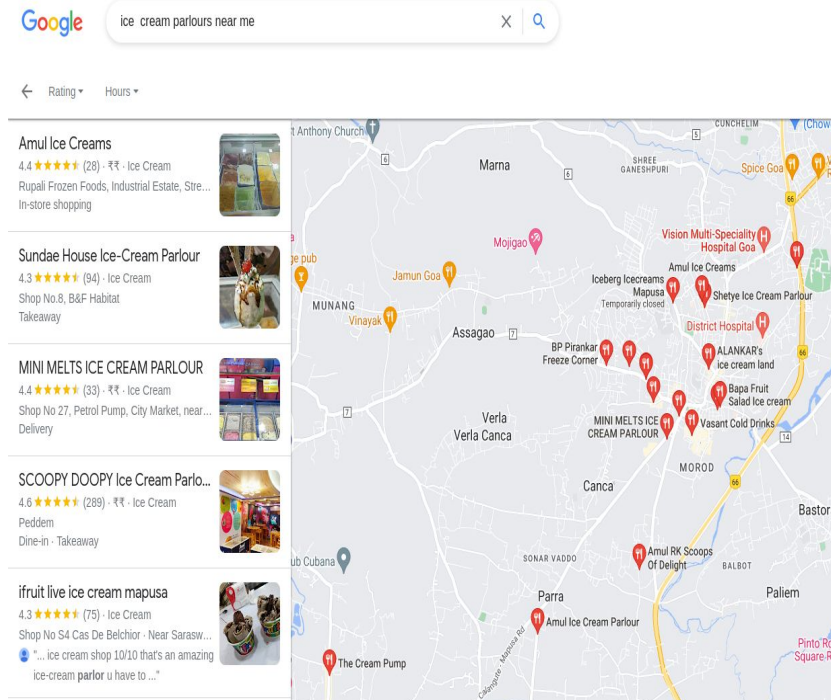 Google
ice cream parlours near me
Rating
Hours
Amul Ice Creams
4.4 (28) · ₹₹ · Ice Cream
Rupali Frozen Foods, Industrial Estate, Stre...
In-store shopping
Sundae House Ice-Cream Parlour
4.3 (94) · Ice Cream
Shop No.8, B&F Habitat
Takeaway
MINI MELTS ICE CREAM PARLOUR
4.4 (33) · ₹₹ · Ice Cream
Shop No 27, Petrol Pump, City Market, near...
Delivery
SCOOPY DOOPY Ice Cream Parlo...
4.6 (289) · ₹₹ · Ice Cream
Peddem
Dine-in · Takeaway
ifruit live ice cream mapusa
4.3 (75) · Ice Cream
Shop No S4 Cas De Belchior · Near Sarasw...
"... ice cream shop 10/10 that's an amazing
ice-cream parlor u have to ..."
t Anthony Church
CUNCHELIM
(Chow
5
6
Marna
6
SHREE
GANESHPURI
Spice Goa
66
Vision Multi-Speciality
Hospital Goa
Mojigao
ge pub
Jamun Goa
Amul Ice Creams
Iceberg Icecreams
Mapusa
Temporarily closed
Shetye Ice Cream Parlour
MUNANG
Vinayak
Assagao
7
District Hospital
BP Pirankar
Freeze Corner
ALANKAR's
ice cream land
66
Bapa Fruit
Salad Ice cream
7
Verla
Verla Canca
MINI MELTS ICE
CREAM PARLOUR
Vasant Cold Drinks
14
MOROD
66
Canca
Bastor
SONAR VADDO
Amul RK Scoops
Of Delight
BALBOT
ub Cubana
Parra
Paliem
Amul Ice Cream Parlour
Calangute - Mapusa Rd
Pinto Ro
Square R
The Cream Pump